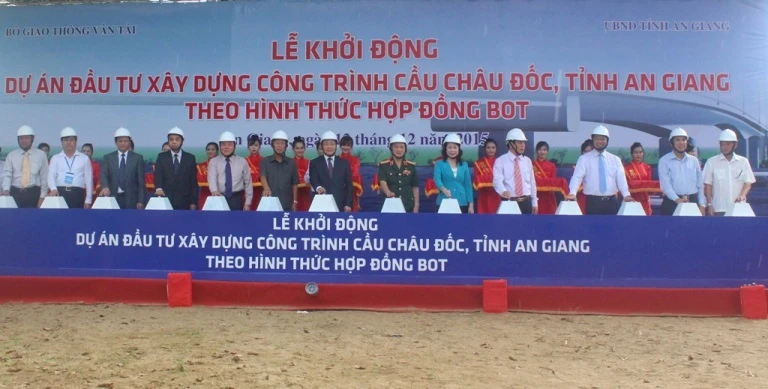 BỘ GIAO THÔNG VẬN TẢI
UBND TỈNH AN GIANG
LỄ KHỞI ĐỘNG
DỰ ÁN ĐẦU TƯ XÂY DỰNG CÔNG TRÌNH CẦU CHÂU ĐỐC, TỈNH AN GIANG
THEO HÌNH THỨC HỢP ĐỒNG BOT
Giang, ngày 12 tháng 12 năm 2015
LỄ KHỞI ĐỘNG
DỰ ÁN ĐẦU TƯ XÂY DỰNG CÔNG TRÌNH CẦU CHÂU ĐỐC, TỈNH AN GIANG
THEO HÌNH THỨC HỢP ĐỒNG BOT